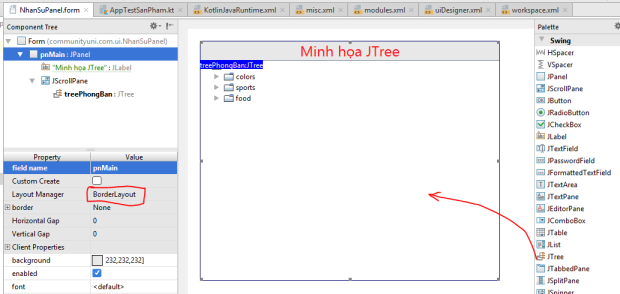 NhanSuPanel.form
AppTestSanPham.kt
KotlinJavaRuntime.xml
misc.xml
modules.xml
uiDesigner.xml
workspace.xml
Component Tree
Form (communityuni.com.ui.NhanSuPanel)
pnMain : JPanel
"Minh họa JTree" : JLabel
JScrollPane
treePhongBan : JTree
Property Value
field name pnMain
Custom Create
Layout Manager BorderLayout
border None
Horizontal Gap 0
Vertical Gap 0
Client Properties
background [232,232,232]
enabled
font <default>
Minh họa JTree
treePhongBan:JTree
colors
sports
food
Palette
Swing
HSpacer
VSpacer
JPanel
JScrollPane
JButton
JRadioButton
JCheckBox
JLabel
JTextField
JPasswordField
JFormattedTextField
JTextArea
JTextPane
JEditorPane
JComboBox
JTable
JList
JTree
JTabbedPane
JSplitPane
JSpinner